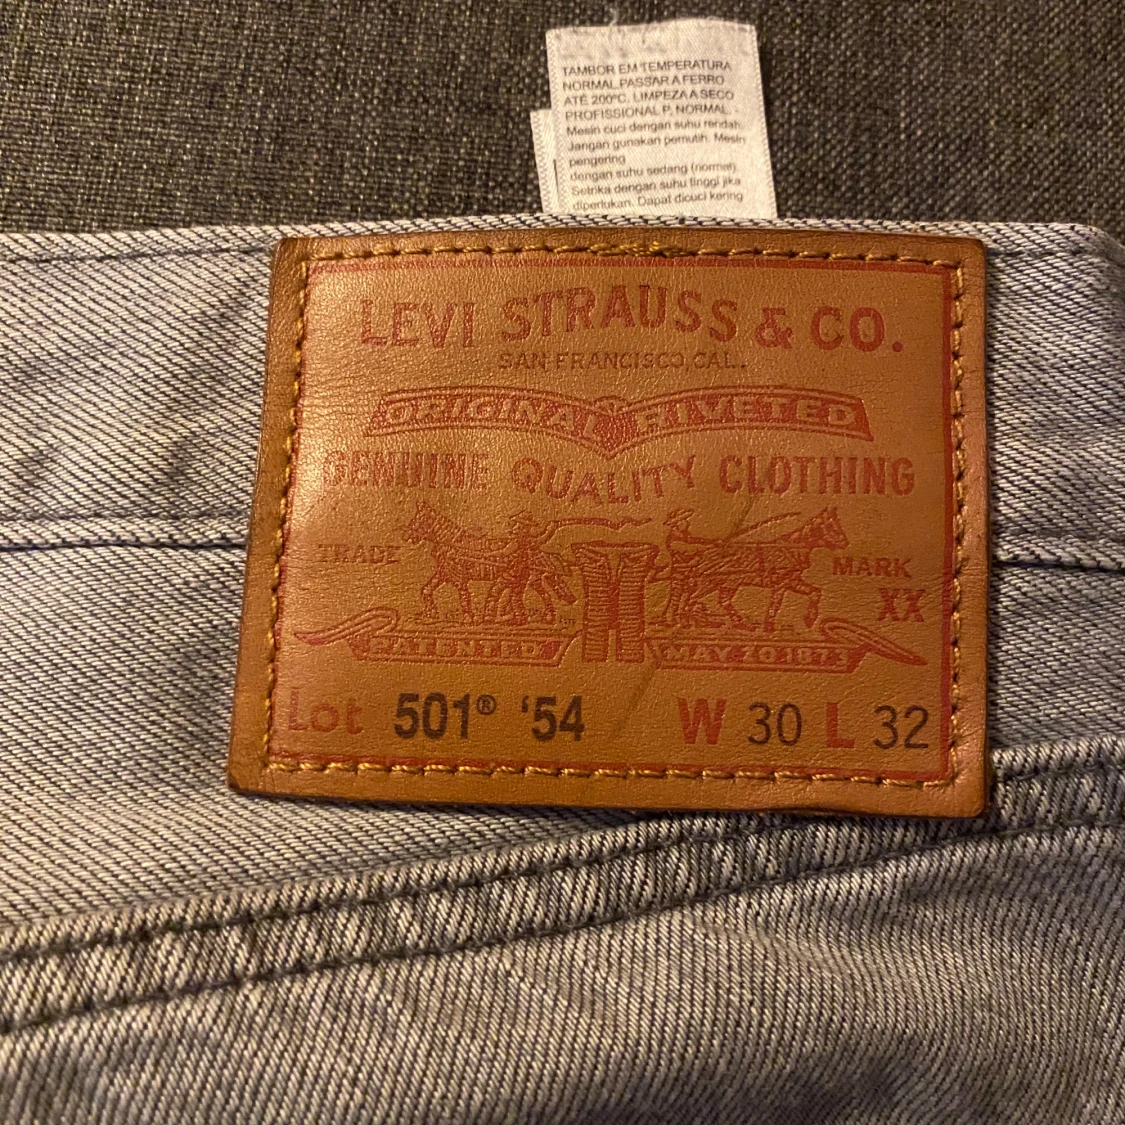 TAMBOR EM TEMPERATURA
NORMAL.PASSAR A FERRO
ATÉ 200°C. LIMPEZA A SECO
PROFISSIONAL P, NORMAL. -
Mesin cuci dengan suhu rendah.
Jangan gunakan pemutih. Mesin
pengering
dengan suhu sedang (normal)
Setrika dengan suhu tinggi jika
diperlukan. Dapat dicuci kering
LEVI STRAUSS & CO.
SAN FRANCISCO, CAL.
ORIGINAL RIVETED
GENUINE QUALITY CLOTHING
TRADE MARK
XX
PATENTED MAY 20 1873
Lot 501® '54 W 30 L 32